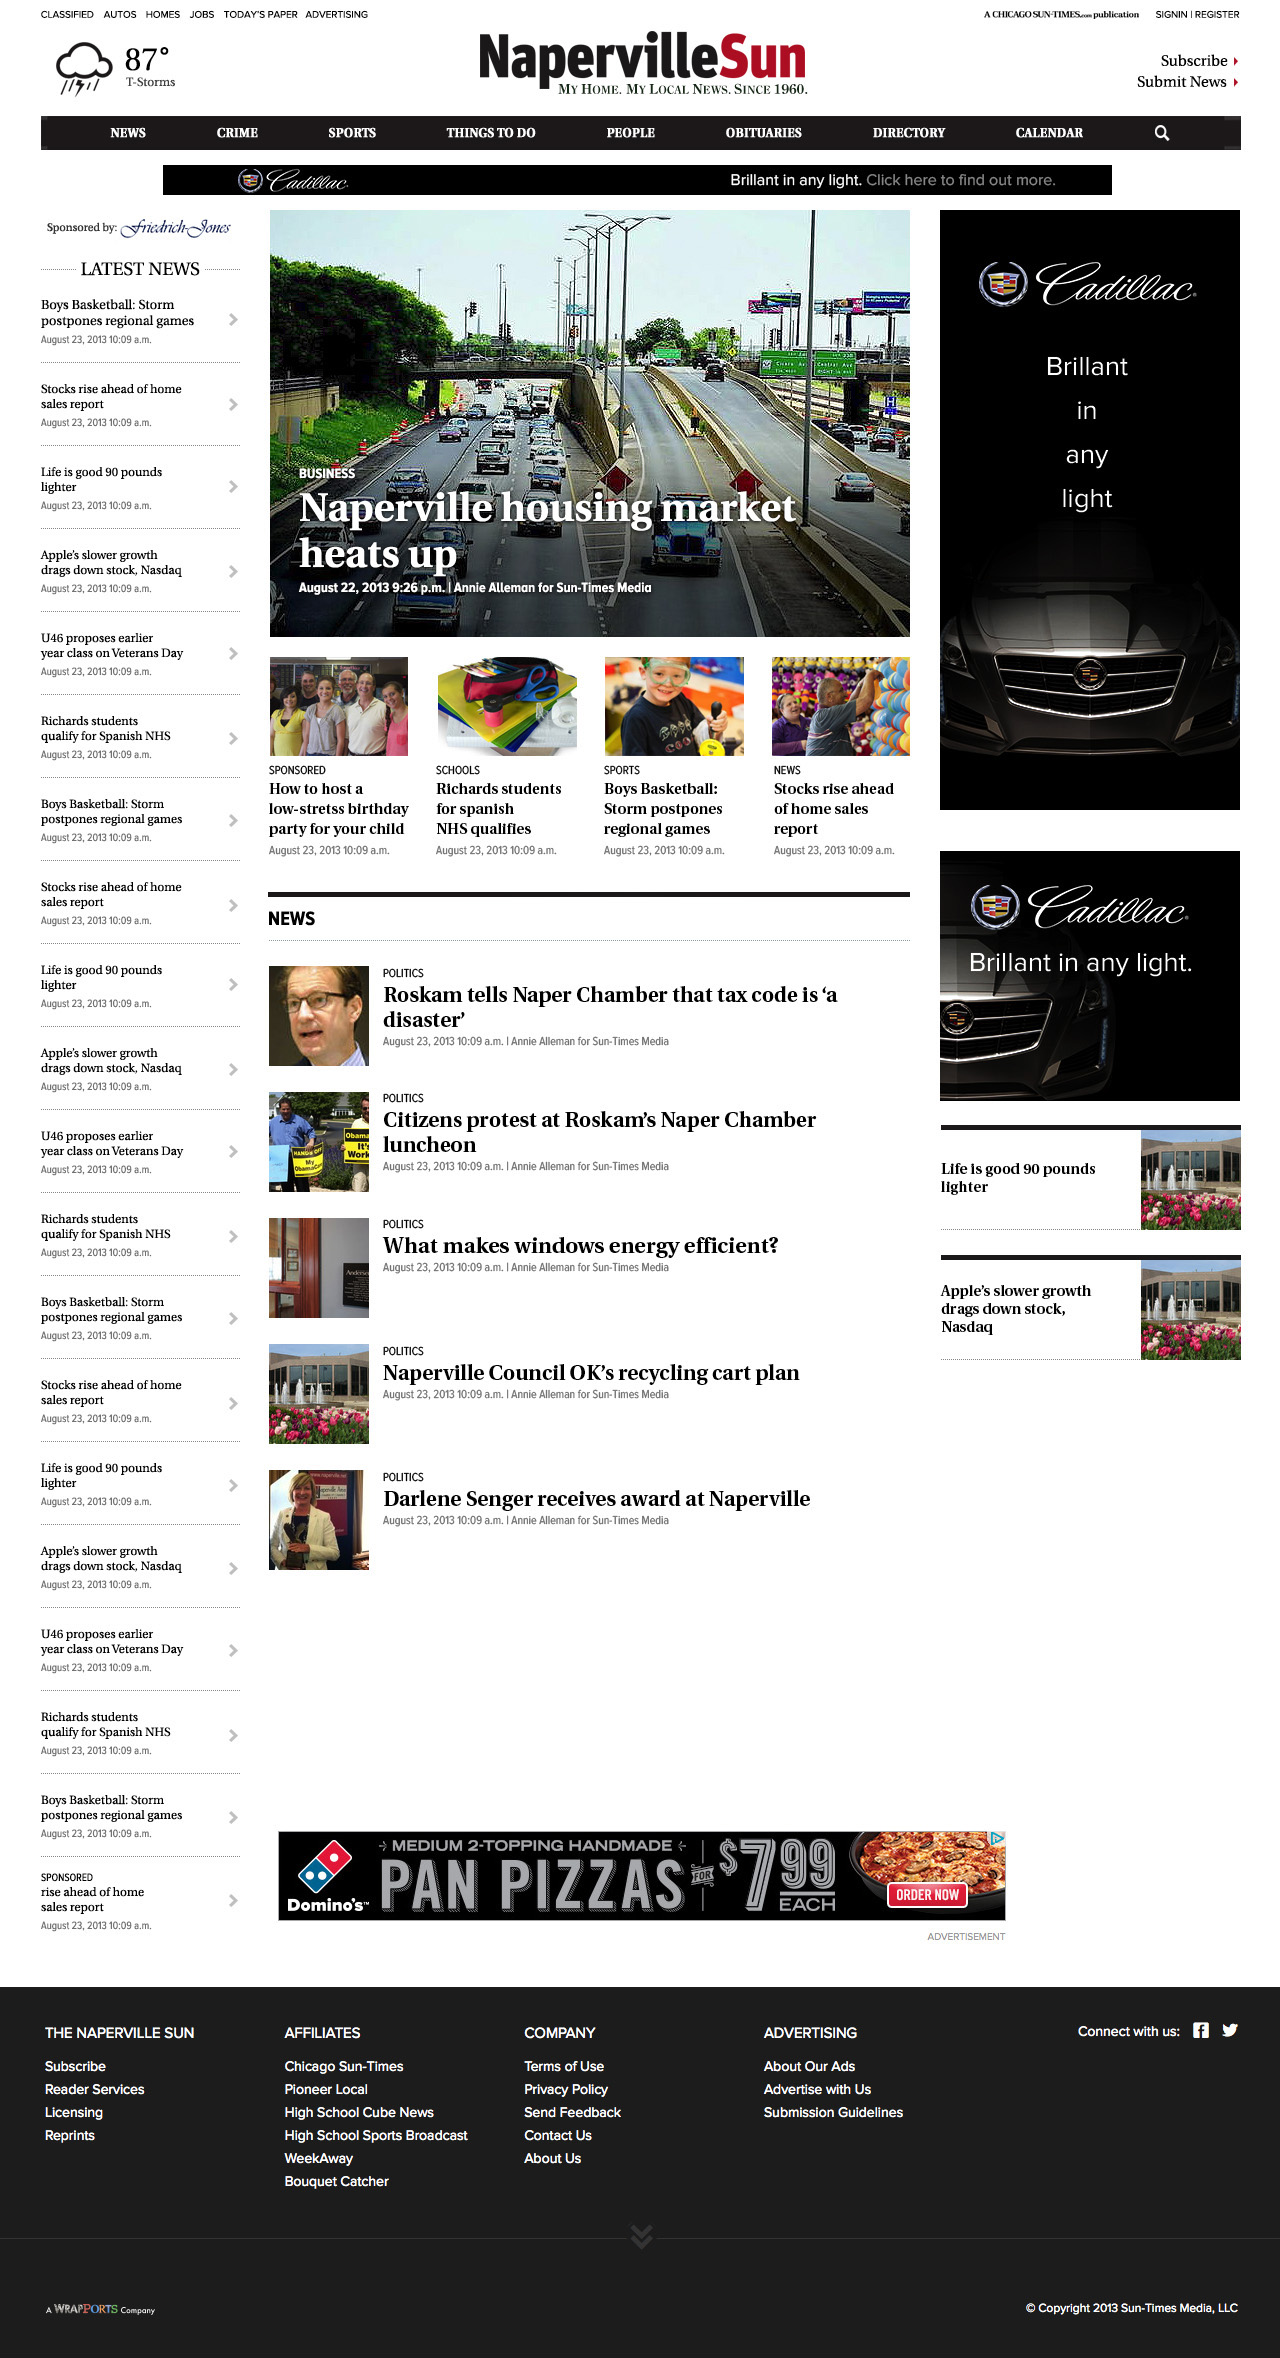 CLASSIFIED AUTOS HOMES JOBS TODAY'S PAPER ADVERTISING
A CHICAGO SUN-TIMES.com publication SIGNIN | REGISTER
87°
T-Storms
NapervilleSun
MY HOME. MY LOCAL NEWS. SINCE 1960.
Subscribe
Submit News
NEWS CRIME SPORTS THINGS TO DO PEOPLE OBITUARIES DIRECTORY CALENDAR
Cadillac Brillant in any light. Click here to find out more.
Sponsored by: Friedrich-Jones
LATEST NEWS
Boys Basketball: Storm
postpones regional games
August 23, 2013 10:09 a.m.
Stocks rise ahead of home
sales report
August 23, 2013 10:09 a.m.
Life is good 90 pounds
lighter
August 23, 2013 10:09 a.m.
Apple's slower growth
drags down stock, Nasdaq
August 23, 2013 10:09 a.m.
U46 proposes earlier
year class on Veterans Day
August 23, 2013 10:09 a.m.
Richards students
qualify for Spanish NHS
August 23, 2013 10:09 a.m.
Boys Basketball: Storm
postpones regional games
August 23, 2013 10:09 a.m.
Stocks rise ahead of home
sales report
August 23, 2013 10:09 a.m.
Life is good 90 pounds
lighter
August 23, 2013 10:09 a.m.
Apple's slower growth
drags down stock, Nasdaq
August 23, 2013 10:09 a.m.
U46 proposes earlier
year class on Veterans Day
August 23, 2013 10:09 a.m.
Richards students
qualify for Spanish NHS
August 23, 2013 10:09 a.m.
Boys Basketball: Storm
postpones regional games
August 23, 2013 10:09 a.m.
Stocks rise ahead of home
sales report
August 23, 2013 10:09 a.m.
Life is good 90 pounds
lighter
August 23, 2013 10:09 a.m.
Apple's slower growth
drags down stock, Nasdaq
August 23, 2013 10:09 a.m.
U46 proposes earlier
year class on Veterans Day
August 23, 2013 10:09 a.m.
Richards students
qualify for Spanish NHS
August 23, 2013 10:09 a.m.
Boys Basketball: Storm
postpones regional games
August 23, 2013 10:09 a.m.
SPONSORED
rise ahead of home
sales report
August 23, 2013 10:09 a.m.
BUSINESS
Naperville housing market
heats up
August 22, 2013 9:26 p.m. | Annie Alleman for Sun-Times Media
SPONSORED
How to host a
low-stretss birthday
party for your child
August 23, 2013 10:09 a.m.
SCHOOLS
Richards students
for spanish
NHS qualifies
August 23, 2013 10:09 a.m.
SPORTS
Boys Basketball:
Storm postpones
regional games
August 23, 2013 10:09 a.m.
NEWS
Stocks rise ahead
of home sales
report
August 23, 2013 10:09 a.m.
NEWS
POLITICS
Roskam tells Naper Chamber that tax code is ‘a
disaster’
August 23, 2013 10:09 a.m. | Annie Alleman for Sun-Times Media
POLITICS
Citizens protest at Roskam’s Naper Chamber
luncheon
August 23, 2013 10:09 a.m. | Annie Alleman for Sun-Times Media
POLITICS
What makes windows energy efficient?
August 23, 2013 10:09 a.m. | Annie Alleman for Sun-Times Media
POLITICS
Naperville Council OK’s recycling cart plan
August 23, 2013 10:09 a.m. | Annie Alleman for Sun-Times Media
POLITICS
Darlene Senger receives award at Naperville
August 23, 2013 10:09 a.m. | Annie Alleman for Sun-Times Media
Cadillac
Brillant
in
any
light
Cadillac
Brillant in any light.
Life is good 90 pounds
lighter
Apple's slower growth
drags down stock,
Nasdaq
Domino's
MEDIUM 2-TOPPING HANDMADE
PAN PIZZAS FOR $7.99 EACH
ORDER NOW
ADVERTISEMENT
THE NAPERVILLE SUN
Subscribe
Reader Services
Licensing
Reprints
AFFILIATES
Chicago Sun-Times
Pioneer Local
High School Cube News
High School Sports Broadcast
WeekAway
Bouquet Catcher
COMPANY
Terms of Use
Privacy Policy
Send Feedback
Contact Us
About Us
ADVERTISING
About Our Ads
Advertise with Us
Submission Guidelines
Connect with us:
A WRAPPORTS Company
© Copyright 2013 Sun-Times Media, LLC